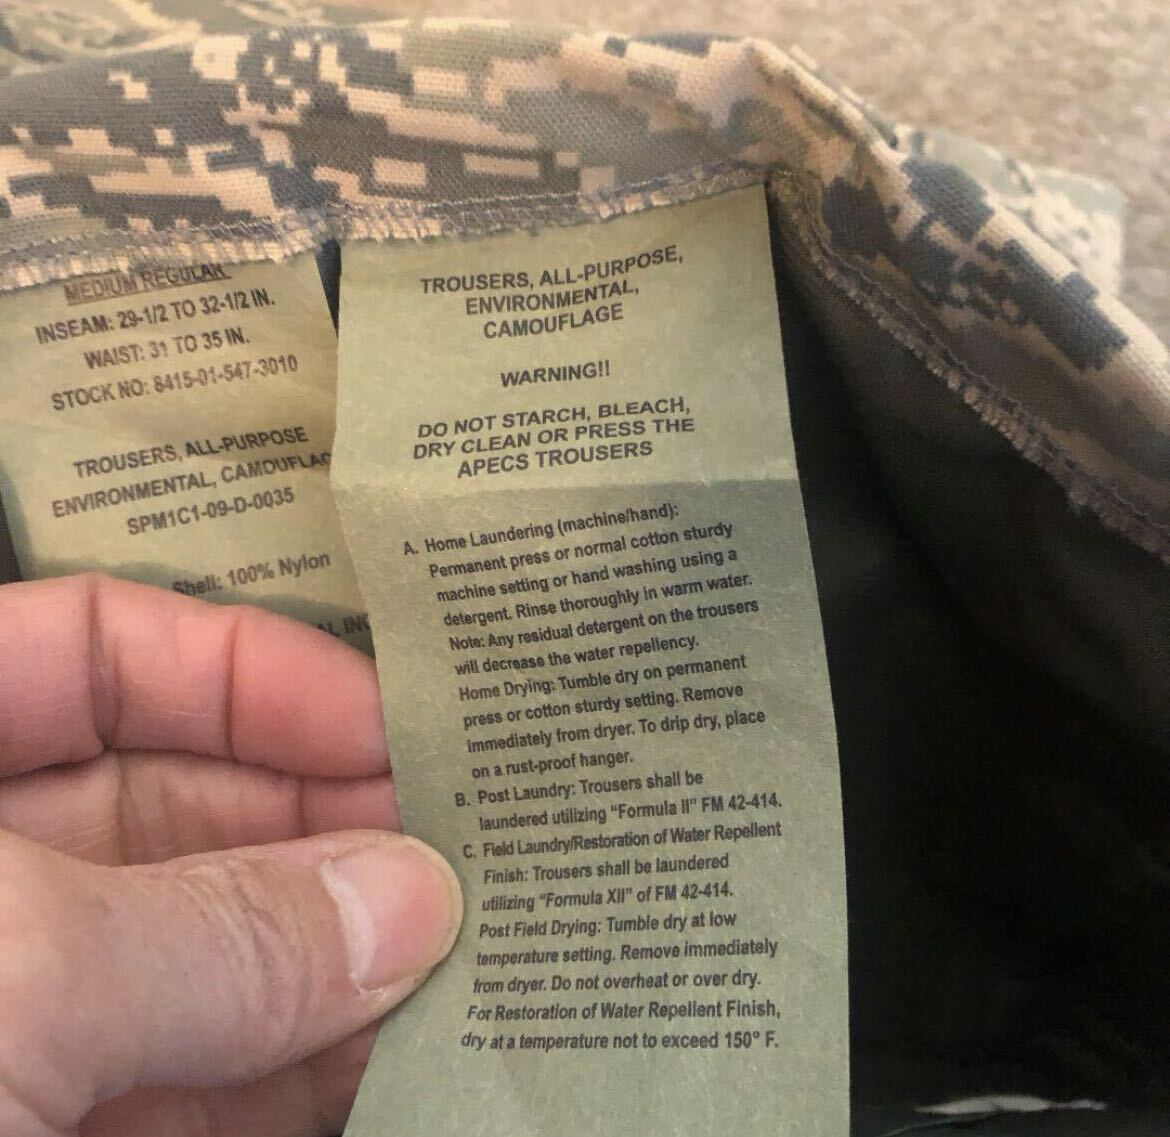 MEDIUM REGULAR
INSEAM: 29-1/2 TO 32-1/2 IN.
WAIST: 31 TO 35 IN.
STOCK NO: 8415-01-547-3010
TROUSERS, ALL-PURPOSE
ENVIRONMENTAL, CAMOUFLAG
SPM1C1-09-D-0035
Shell: 100% Nylon
TROUSERS, ALL-PURPOSE,
ENVIRONMENTAL,
CAMOUFLAGE
WARNING!!
DO NOT STARCH, BLEACH,
DRY CLEAN OR PRESS THE
APECS TROUSERS
A. Home Laundering (machine/hand):
Permanent press or normal cotton sturdy
machine setting or hand washing using a
detergent. Rinse thoroughly in warm water.
Note: Any residual detergent on the trousers
will decrease the water repellency.
Home Drying: Tumble dry on permanent
press or cotton sturdy setting. Remove
immediately from dryer. To drip dry, place
on a rust-proof hanger.
B. Post Laundry: Trousers shall be
laundered utilizing "Formula II" FM 42-414.
C. Field Laundry/Restoration of Water Repellent
Finish: Trousers shall be laundered
utilizing "Formula XII" of FM 42-414.
Post Field Drying: Tumble dry at low
temperature setting. Remove immediately
from dryer. Do not overheat or over dry.
For Restoration of Water Repellent Finish,
dry at a temperature not to exceed 150° F.